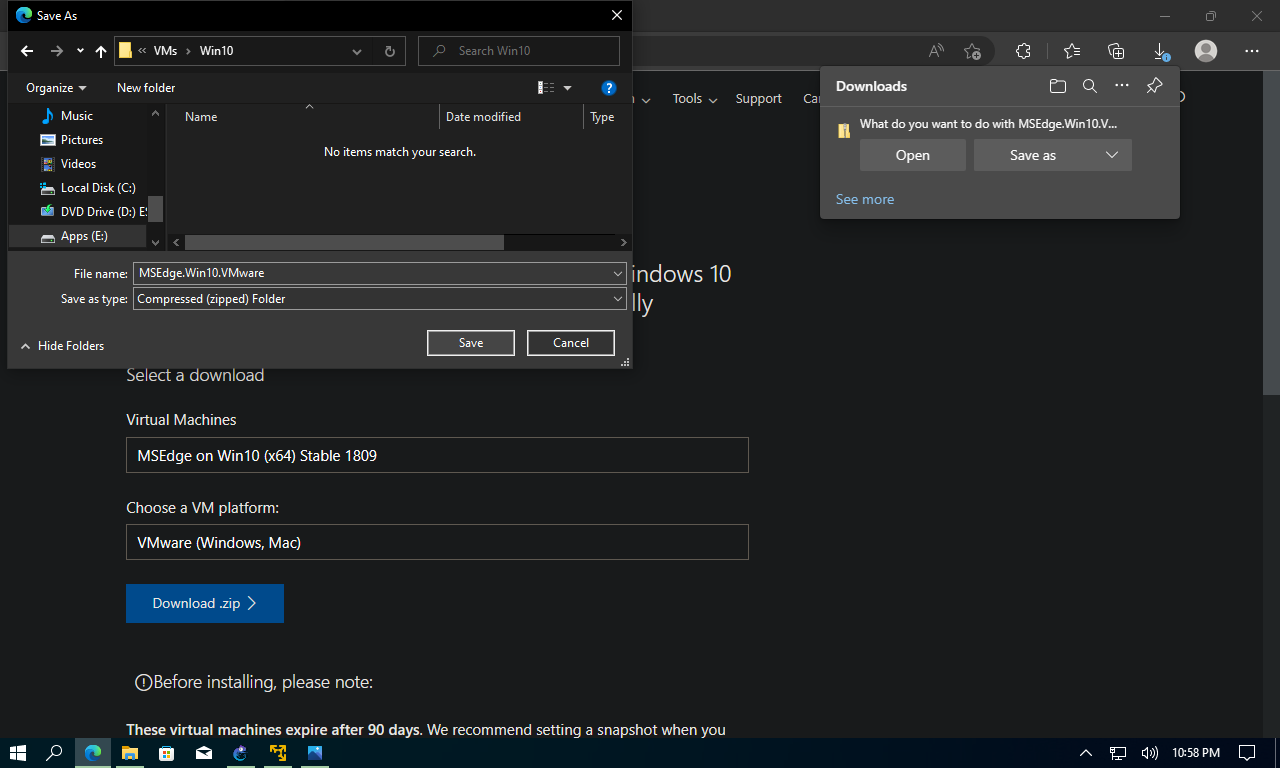 Save As
VMs
Win10
Search Win10
Organize
New folder
Music
Pictures
Videos
Local Disk (C:)
DVD Drive (D:)
Apps (E:)
Name
Date modified
Type
No items match your search.
File name:
MSEdge.Win10.VMware
Save as type:
Compressed (zipped) Folder
Hide Folders
Save
Cancel
Tools
Support
Downloads
What do you want to do with MSEdge.Win10.V...
Open
Save as
See more
indows 10
lly
Select a download
Virtual Machines
MSEdge on Win10 (x64) Stable 1809
Choose a VM platform:
VMware (Windows, Mac)
Download .zip
Before installing, please note:
These virtual machines expire after 90 days. We recommend setting a snapshot when you
10:58 PM